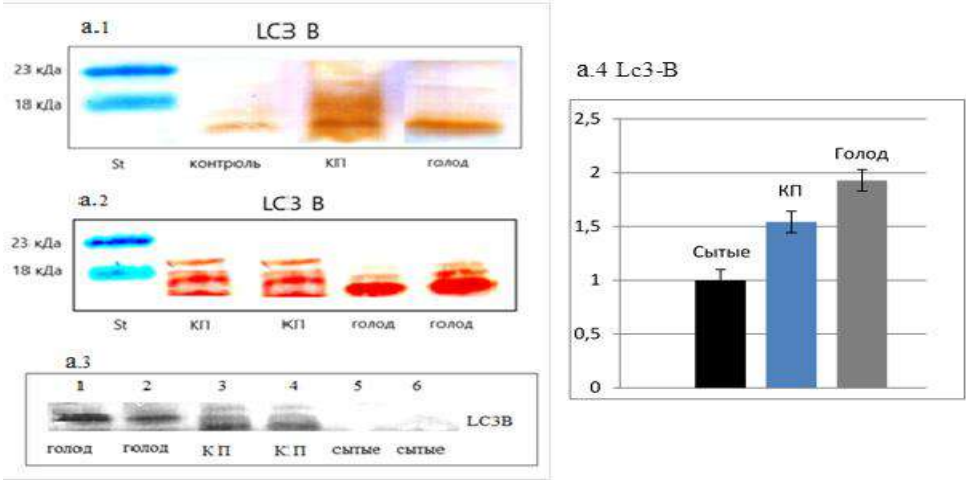 a.1
LC3 B
23 кДа
18 кДа
St контроль КП голод
a.2
LC3 B
23 кДа
18 кДа
St КП КП голод голод
a.3
1 2 3 4 5 6
LC3B
голод голод КП КП сытые сытые
a.4 Lc3-B
2,5
2
1,5
1
0,5
0
Сытые
КП
Голод